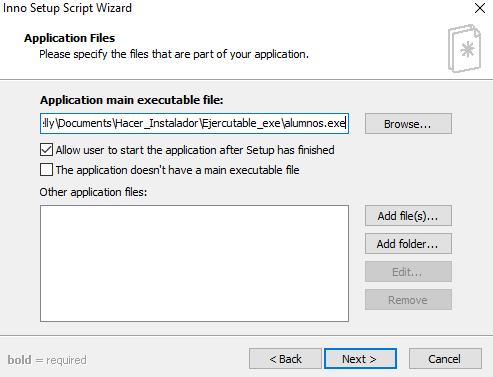 Inno Setup Script Wizard
Application Files
Please specify the files that are part of your application.
Application main executable file:
lly\Documents\Hacer_Instalador\Ejercutable_exe\alumnos.exe
Browse...
Allow user to start the application after Setup has finished
The application doesn't have a main executable file
Other application files:
Add file(s)...
Add folder...
Edit...
Remove
bold = required
< Back
Next >
Cancel